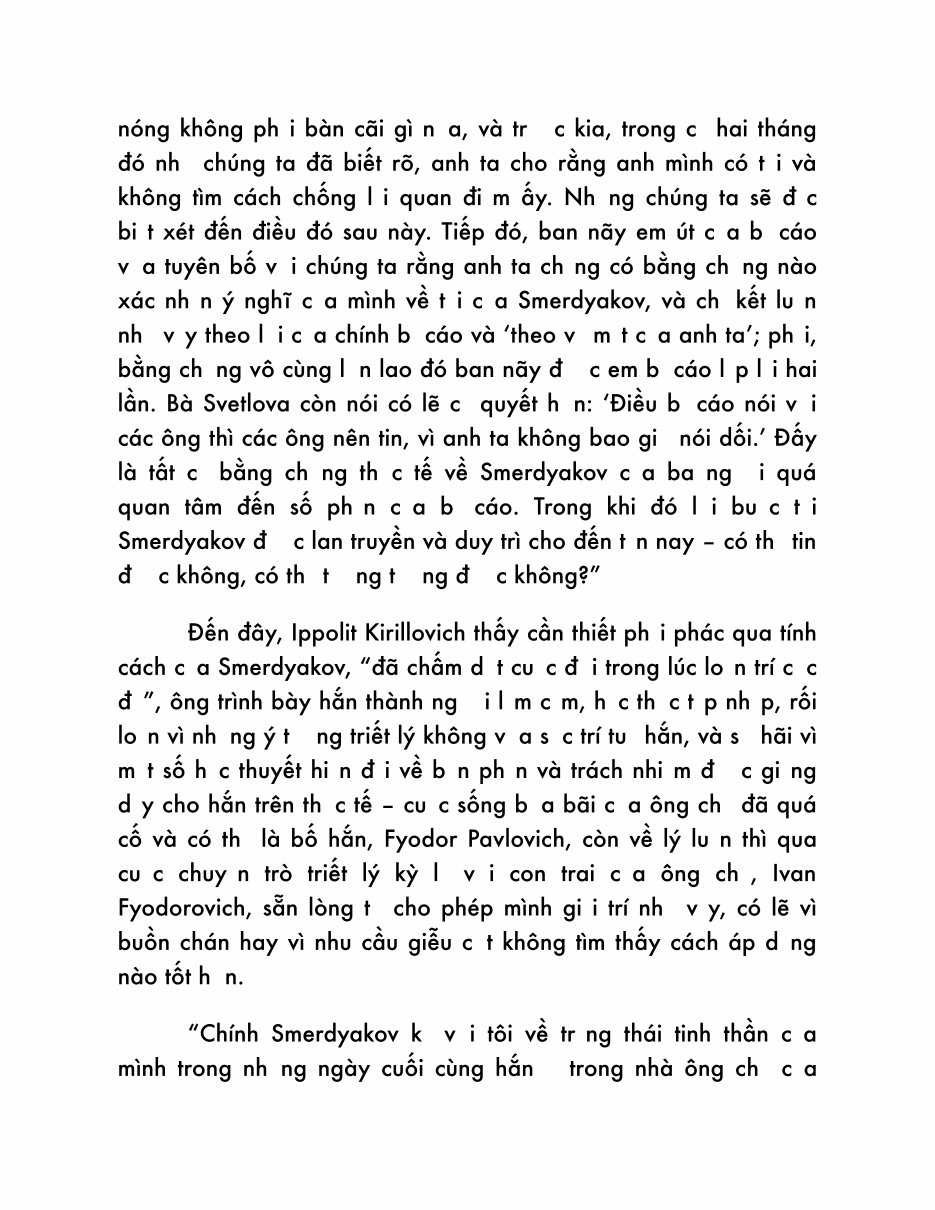 nóng không ph i bàn cãi gì n a, và tr c kia, trong c hai tháng
đó nh chúng ta đã biết rõ, anh ta cho rằng anh mình có t i và
không tìm cách chống l i quan đi m ấy. Nh ng chúng ta sẽ đ c
bi t xét đến điều đó sau này. Tiếp đó, ban nãy em út c a b cáo
v a tuyên bố v i chúng ta rằng anh ta ch ng có bằng ch ng nào
xác nh n ý nghĩ c a mình về t i c a Smerdyakov, và ch kết lu n
nh v y theo l i c a chính b cáo và ‘theo v m t c a anh ta’; ph i,
bằng ch ng vô cùng l n lao đó ban nãy đ c em b cáo l p l i hai
lần. Bà Svetlova còn nói có lẽ c quyết h n: ‘Điều b cáo nói v i
các ông thì các ông nên tin, vì anh ta không bao gi nói dối.’ Đấy
là tất c bằng ch ng th c tế về Smerdyakov c a ba ng i quá
quan tâm đến số ph n c a b cáo. Trong khi đó l i bu c t i
Smerdyakov đ c lan truyền và duy trì cho đến t n nay – có th tin
đ c không, có th t ng t ng đ c không?”
Đến đây, Ippolit Kirillovich thấy cần thiết ph i phác qua tính
cách c a Smerdyakov, “đã chấm d t cu c đ i trong lúc lo n trí c c
đ ”, ông trình bày hắn thành ng i l m c m, h c th c t p nh p, rối
lo n vì nh ng ý t ng triết lý không v a s c trí tu hắn, và s hãi vì
m t số h c thuyết hi n đ i về b n ph n và trách nhi m đ c gi ng
d y cho hắn trên th c tế – cu c sống b a bãi c a ông ch đã quá
cố và có th là bố hắn, Fyodor Pavlovich, còn về lý lu n thì qua
cu c chuy n trò triết lý kỳ l v i con trai c a ông ch , Ivan
Fyodorovich, sẵn lòng t cho phép mình gi i trí nh v y, có lẽ vì
buồn chán hay vì nhu cầu giễu c t không tìm thấy cách áp d ng
nào tốt h n.
“Chính Smerdyakov k v i tôi về tr ng thái tinh thần c a
mình trong nh ng ngày cuối cùng hắn trong nhà ông ch c a